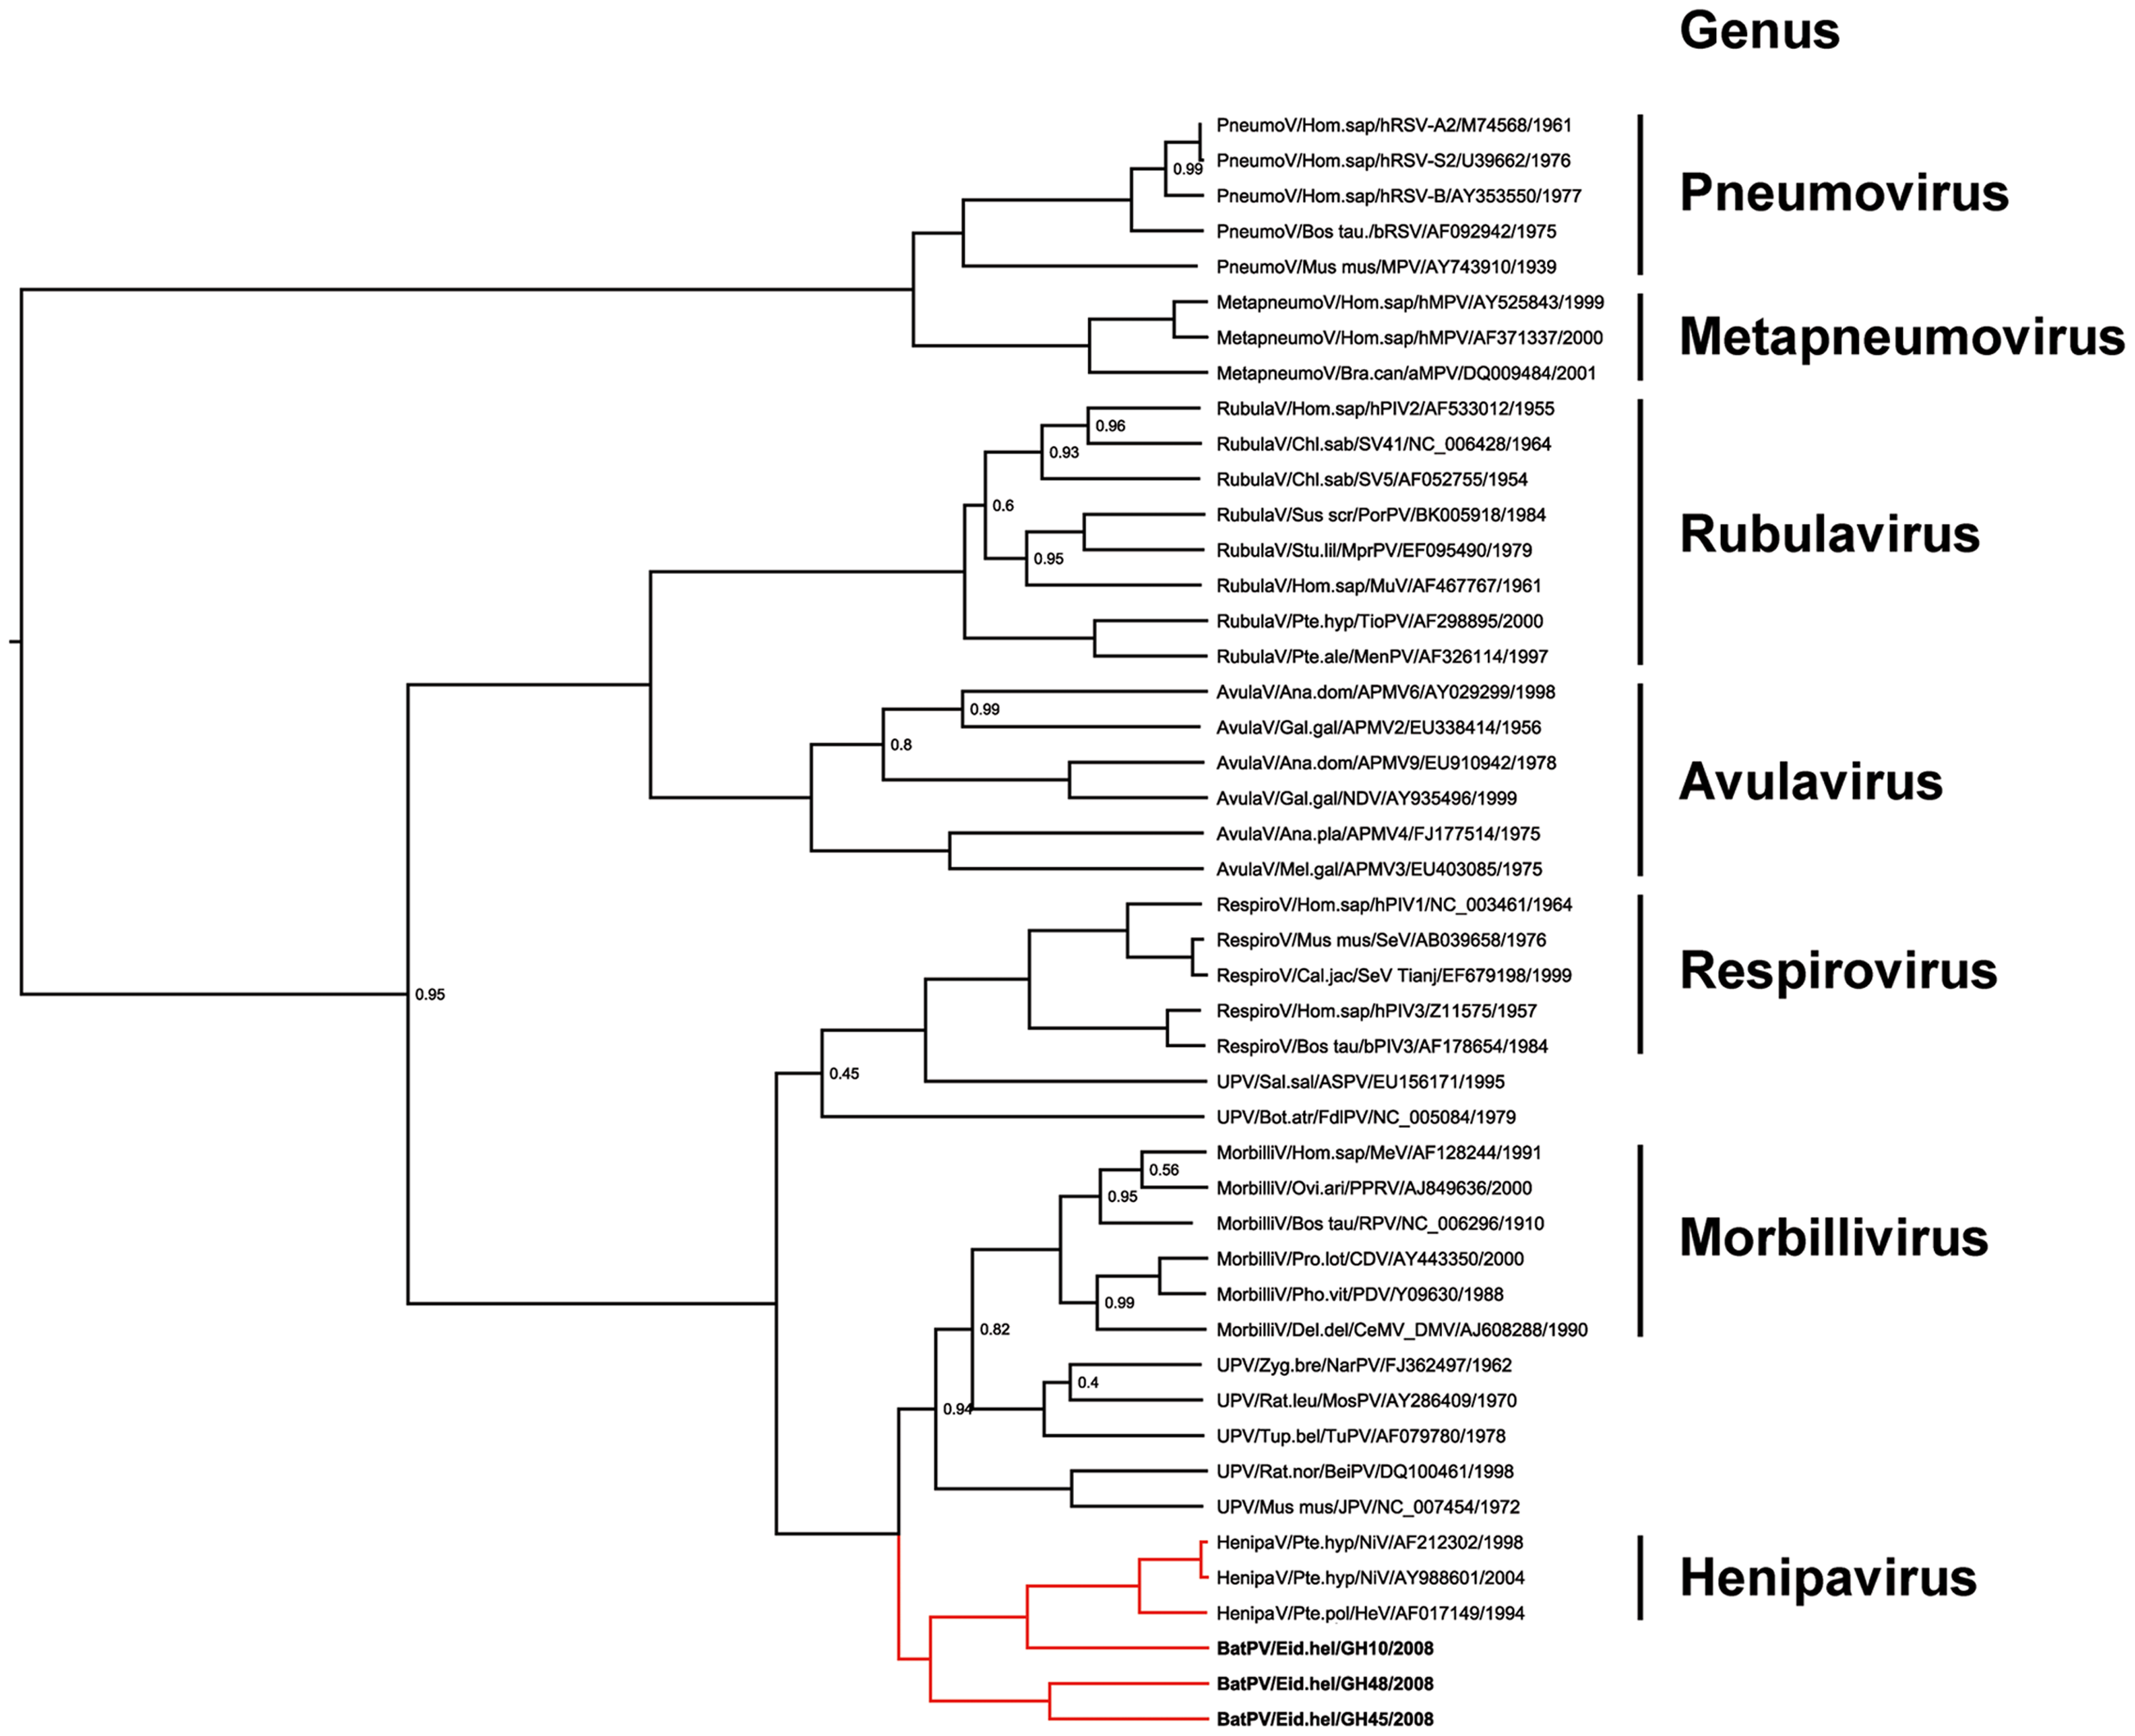 Genus
PneumoV/Hom.sap/hRSV-A2/M74568/1961
PneumoV/Hom.sap/hRSV-S2/U39662/1976
0.99
PneumoV/Hom.sap/hRSV-B/AY353550/1977
Pneumovirus
PneumoV/Bos tau./bRSV/AF092942/1975
PneumoV/Mus mus/MPV/AY743910/1939
MetapneumoV/Hom.sap/hMPV/AY525843/1999
MetapneumoV/Hom.sap/hMPV/AF371337/2000
Metapneumovirus
MetapneumoV/Bra.can/aMPV/DQ009484/2001
RubulaV/Hom.sap/hPIV2/AF533012/1955
0.96
RubulaV/Chl.sab/SV41/NC_006428/1964
0.93
RubulaV/Chl.sab/SV5/AF052755/1954
0.6
RubulaV/Sus scr/PorPV/BK005918/1984
Rubulavirus
RubulaV/Stu.lil/MprPV/EF095490/1979
0.95
RubulaV/Hom.sap/MuV/AF467767/1961
RubulaV/Pte.hyp/TioPV/AF298895/2000
RubulaV/Pte.ale/MenPV/AF326114/1997
AvulaV/Ana.dom/APMV6/AY029299/1998
0.99
AvulaV/Gal.gal/APMV2/EU338414/1956
0.8
AvulaV/Ana.dom/APMV9/EU910942/1978
Avulavirus
AvulaV/Gal.gal/NDV/AY935496/1999
AvulaV/Ana.pla/APMV4/FJ177514/1975
AvulaV/Mel.gal/APMV3/EU403085/1975
RespiroV/Hom.sap/hPIV1/NC_003461/1964
RespiroV/Mus mus/SeV/AB039658/1976
RespiroV/Cal.jac/SeV Tianj/EF679198/1999
Respirovirus
0.95
RespiroV/Hom.sap/hPIV3/Z11575/1957
RespiroV/Bos tau/bPIV3/AF178654/1984
0.45
UPV/Sal.sal/ASPV/EU156171/1995
UPV/Bot.atr/FdlPV/NC_005084/1979
MorbilliV/Hom.sap/MeV/AF128244/1991
0.56
MorbilliV/Ovi.ari/PPRV/AJ849636/2000
0.95
MorbilliV/Bos tau/RPV/NC_006296/1910
Morbillivirus
MorbilliV/Pro.lot/CDV/AY443350/2000
MorbilliV/Pho.vit/PDV/Y09630/1988
0.99
MorbilliV/Del.del/CeMV_DMV/AJ608288/1990
0.82
UPV/Zyg.bre/NarPV/FJ362497/1962
0.4
UPV/Rat.leu/MosPV/AY286409/1970
0.94
UPV/Tup.bel/TuPV/AF079780/1978
UPV/Rat.nor/BeiPV/DQ100461/1998
UPV/Mus mus/JPV/NC_007454/1972
HenipaV/Pte.hyp/NiV/AF212302/1998
HenipaV/Pte.hyp/NiV/AY988601/2004
Henipavirus
HenipaV/Pte.pol/HeV/AF017149/1994
BatPV/Eid.hel/GH10/2008
BatPV/Eid.hel/GH48/2008
BatPV/Eid.hel/GH45/2008